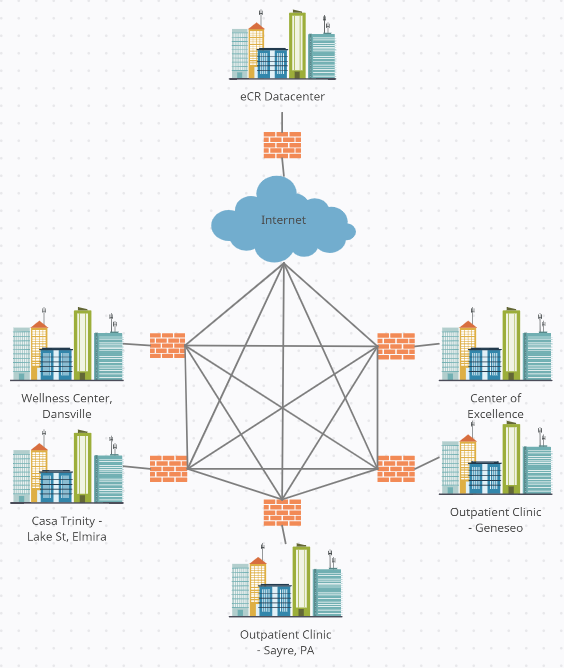 eCR Datacenter
Internet
Wellness Center,
Dansville
Center of
Excellence
Casa Trinity -
Lake St, Elmira
Outpatient Clinic
- Geneseo
Outpatient Clinic
- Sayre, PA